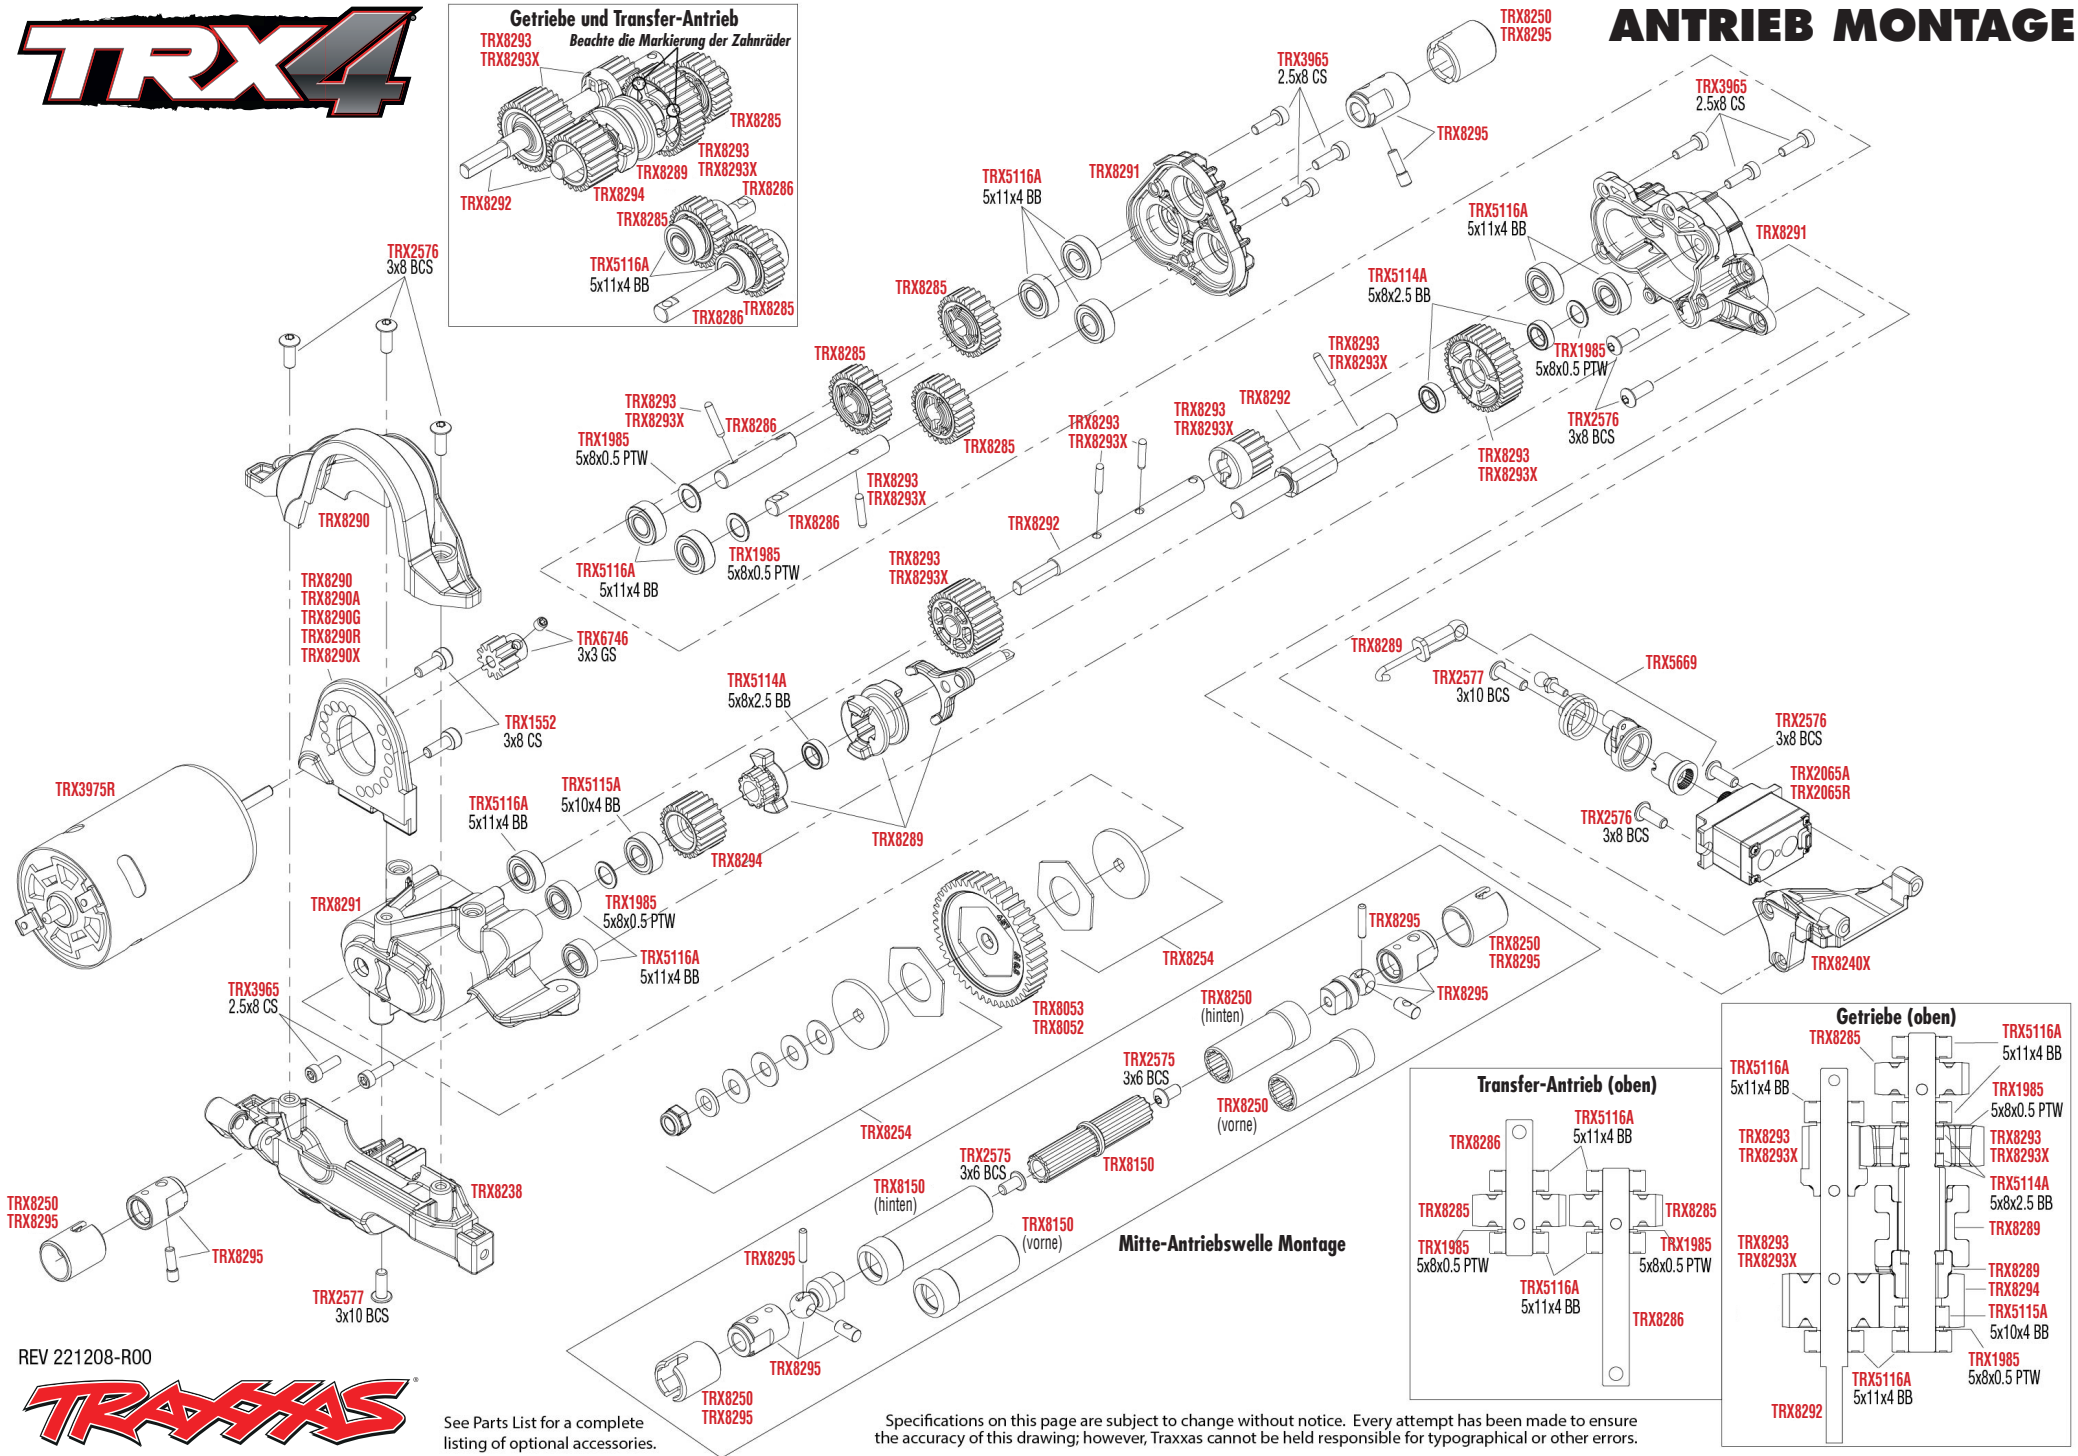 TRX4
ANTRIEB MONTAGE
Getriebe und Transfer-Antrieb
Beachte die Markierung der Zahnräder
TRX8293
TRX8293X
TRX8285
TRX8293
TRX8293X
TRX8289
TRX8294
TRX8292
TRX8286
TRX8285
TRX5116A
5x11x4 BB
TRX8286
TRX8285
TRX8250
TRX8295
TRX3965
2.5x8 CS
TRX8295
TRX8291
TRX5116A
5x11x4 BB
TRX3965
2.5x8 CS
TRX5116A
5x11x4 BB
TRX8291
TRX5114A
5x8x2.5 BB
TRX1985
5x8x0.5 PTW
TRX2576
3x8 BCS
TRX2576
3x8 BCS
TRX8285
TRX8285
TRX8285
TRX8293
TRX8293X
TRX8286
TRX1985
5x8x0.5 PTW
TRX8293
TRX8293X
TRX8286
TRX1985
5x8x0.5 PTW
TRX5116A
5x11x4 BB
TRX8293
TRX8293X
TRX8292
TRX8293
TRX8293X
TRX8293
TRX8293X
TRX8293
TRX8293X
TRX8292
TRX8293
TRX8293X
TRX8290
TRX8290
TRX8290A
TRX8290G
TRX8290R
TRX8290X
TRX6746
3x3 GS
TRX1552
3x8 CS
TRX3975R
TRX5114A
5x8x2.5 BB
TRX5115A
5x10x4 BB
TRX5116A
5x11x4 BB
TRX8289
TRX8294
TRX1985
5x8x0.5 PTW
TRX5116A
5x11x4 BB
TRX8291
TRX3965
2.5x8 CS
TRX8289
TRX2577
3x10 BCS
TRX5669
TRX2576
3x8 BCS
TRX2065A
TRX2065R
TRX2576
3x8 BCS
TRX8240X
TRX8254
TRX8053
TRX8052
TRX8254
TRX8295
TRX8250
TRX8295
TRX8295
TRX8250
(hinten)
TRX2575
3x6 BCS
TRX8250
(vorne)
TRX8150
TRX2575
3x6 BCS
TRX8150
(hinten)
TRX8150
(vorne)
Mitte-Antriebswelle Montage
TRX8295
TRX8295
TRX8250
TRX8295
TRX8250
TRX8295
TRX8295
TRX8238
TRX2577
3x10 BCS
Transfer-Antrieb (oben)
TRX5116A
5x11x4 BB
TRX8286
TRX8285
TRX8285
TRX1985
5x8x0.5 PTW
TRX1985
5x8x0.5 PTW
TRX5116A
5x11x4 BB
TRX8286
Getriebe (oben)
TRX8285
TRX5116A
5x11x4 BB
TRX5116A
5x11x4 BB
TRX1985
5x8x0.5 PTW
TRX8293
TRX8293X
TRX8293
TRX8293X
TRX5114A
5x8x2.5 BB
TRX8289
TRX8293
TRX8293X
TRX8289
TRX8294
TRX5115A
5x10x4 BB
TRX1985
5x8x0.5 PTW
TRX5116A
5x11x4 BB
TRX8292
REV 221208-R00
TRAXXAS
See Parts List for a complete
listing of optional accessories.
Specifications on this page are subject to change without notice. Every attempt has been made to ensure
the accuracy of this drawing; however, Traxxas cannot be held responsible for typographical or other errors.